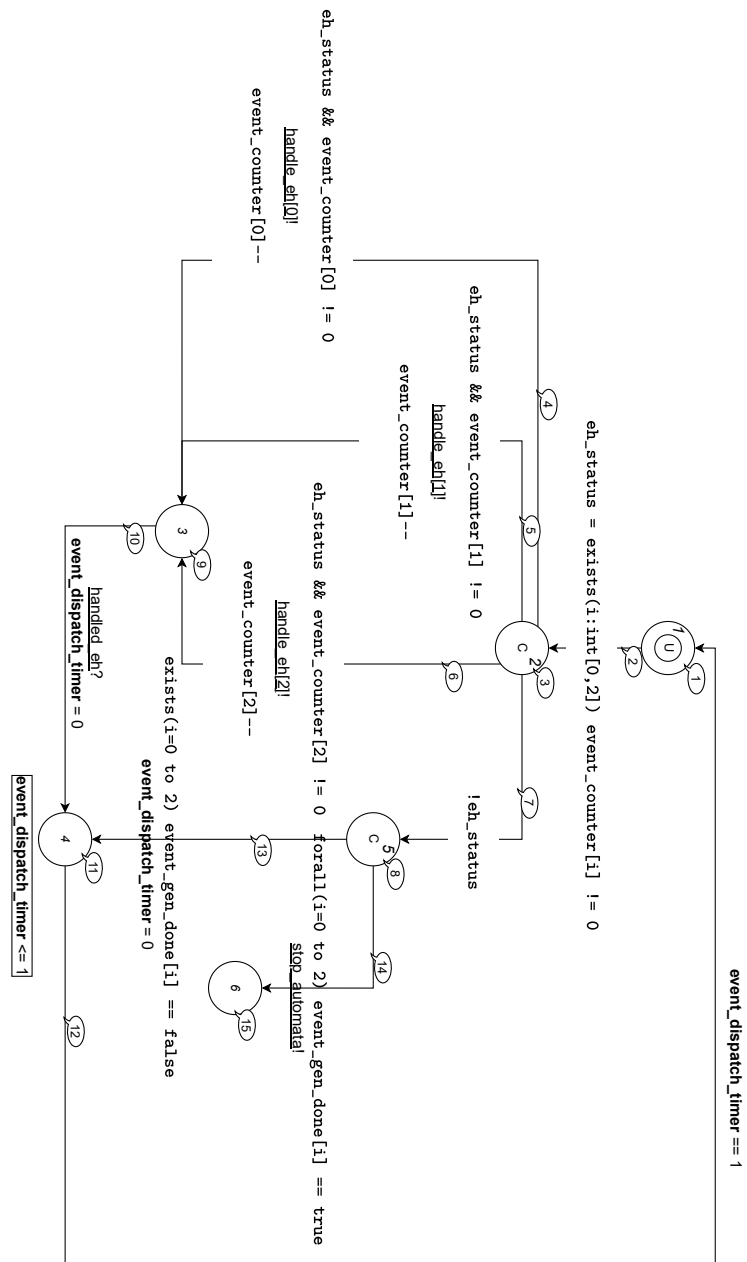 event_dispatch_timer == 1
1
1
U
2
eh_status = exists(i:int[0,2]) event_counter[i] != 0
4
3
2
C
5
7
eh_status && event_counter[1] != 0
!eh_status
6
handle_eh[1]!
event_counter[1]--
8
5
C
14
eh_status && event_counter[0] != 0
eh_status && event_counter[2] != 0
forall(i=0 to 2) event_gen_done[i] == true
stop_automata!
handle_eh[0]!
handle_eh[2]!
event_counter[0]--
event_counter[2]--
13
15
6
9
3
exists(i=0 to 2) event_gen_done[i] == false
event_dispatch_timer = 0
10
handled_eh?
event_dispatch_timer = 0
11
4
12
event_dispatch_timer <= 1